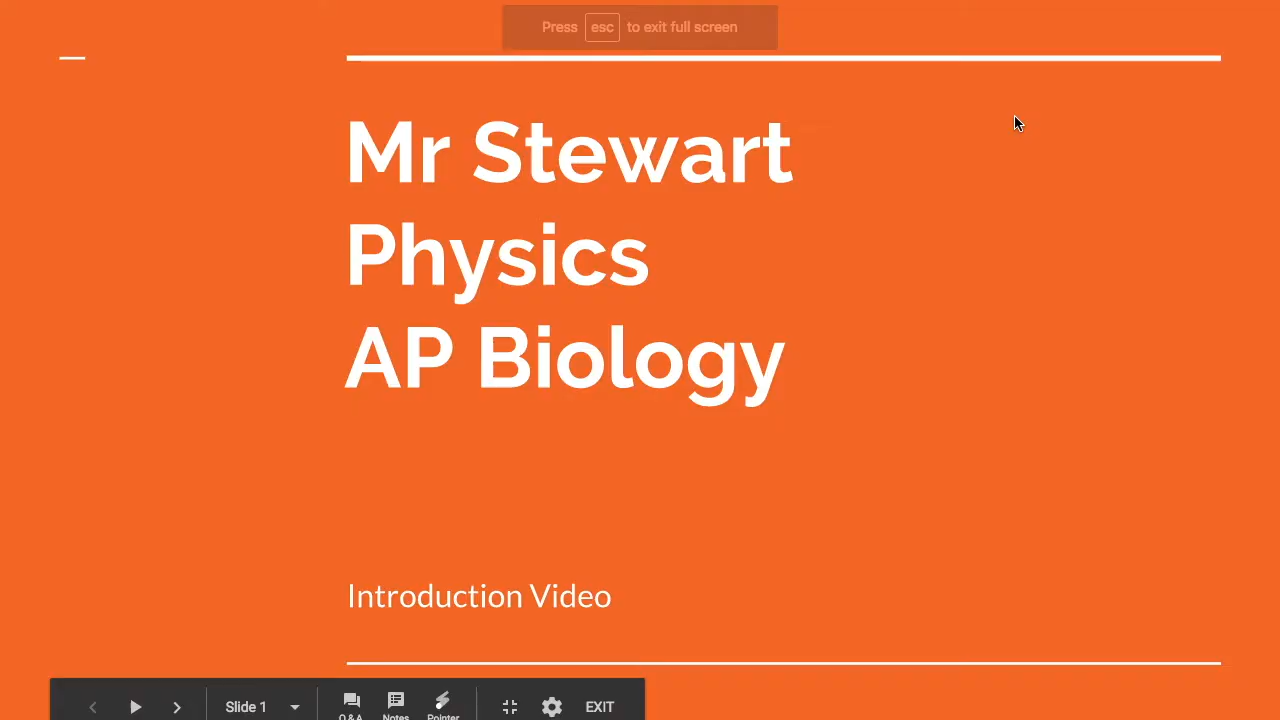 Press esc to exit full screen
Mr Stewart
Physics
AP Biology
Introduction Video
Slide 1
Q&A
Notes
Pointer
EXIT